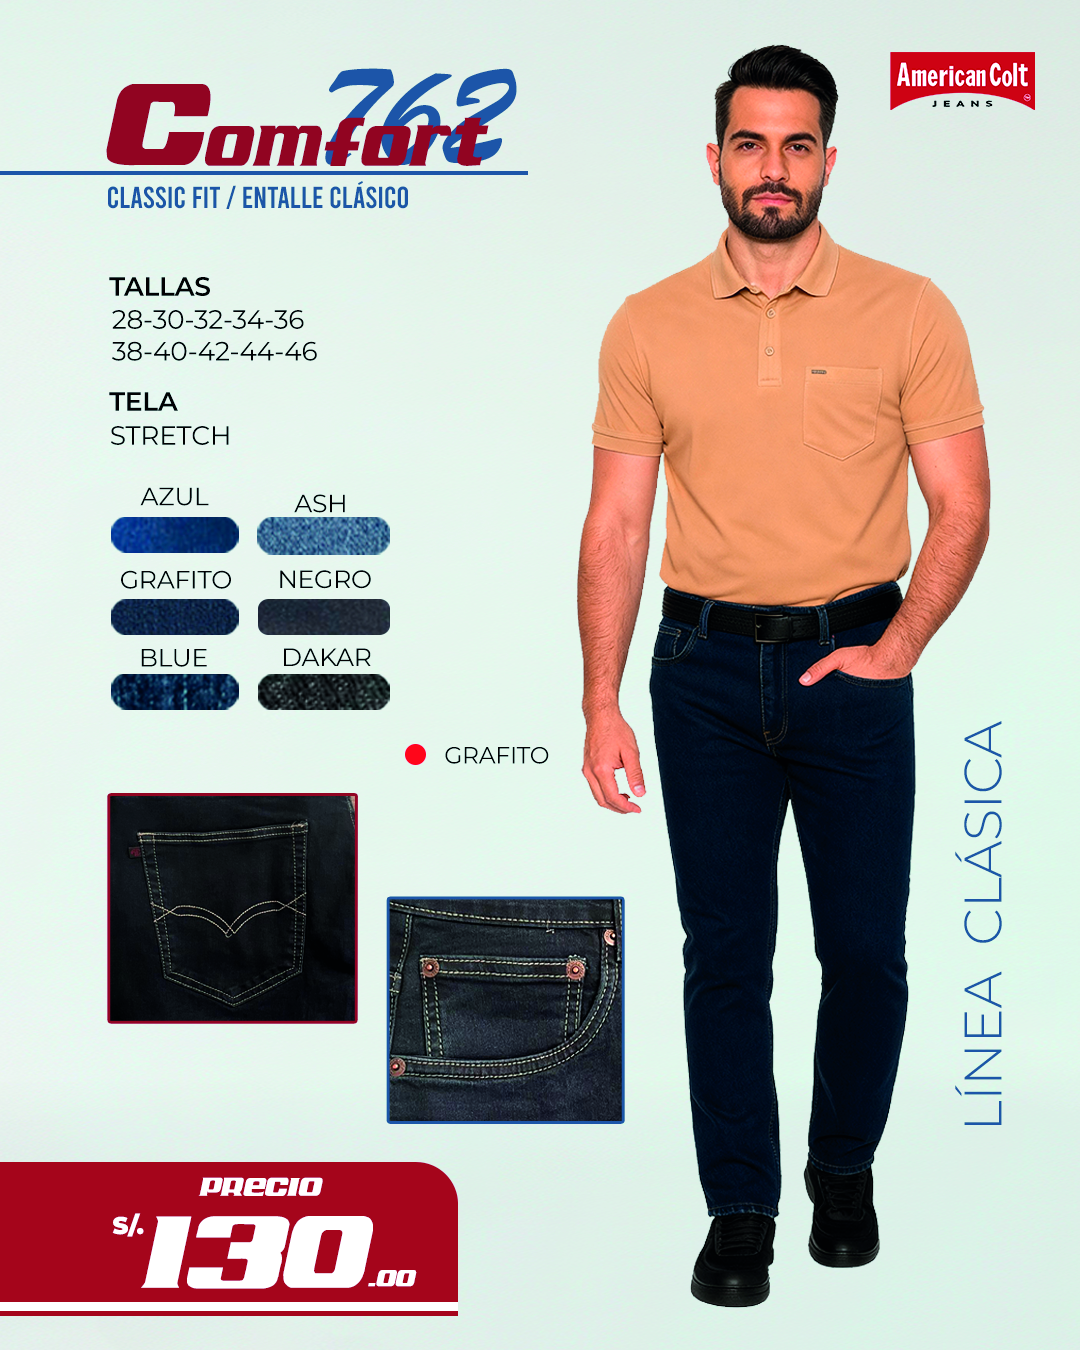 762
Comfort
CLASSIC FIT / ENTALLE CLÁSICO
American Colt
JEANS
TALLAS
28-30-32-34-36
38-40-42-44-46
TELA
STRETCH
AZUL
ASH
GRAFITO
NEGRO
BLUE
DAKAR
GRAFITO
LÍNEA CLÁSICA
PRECIO
S/. 130.00